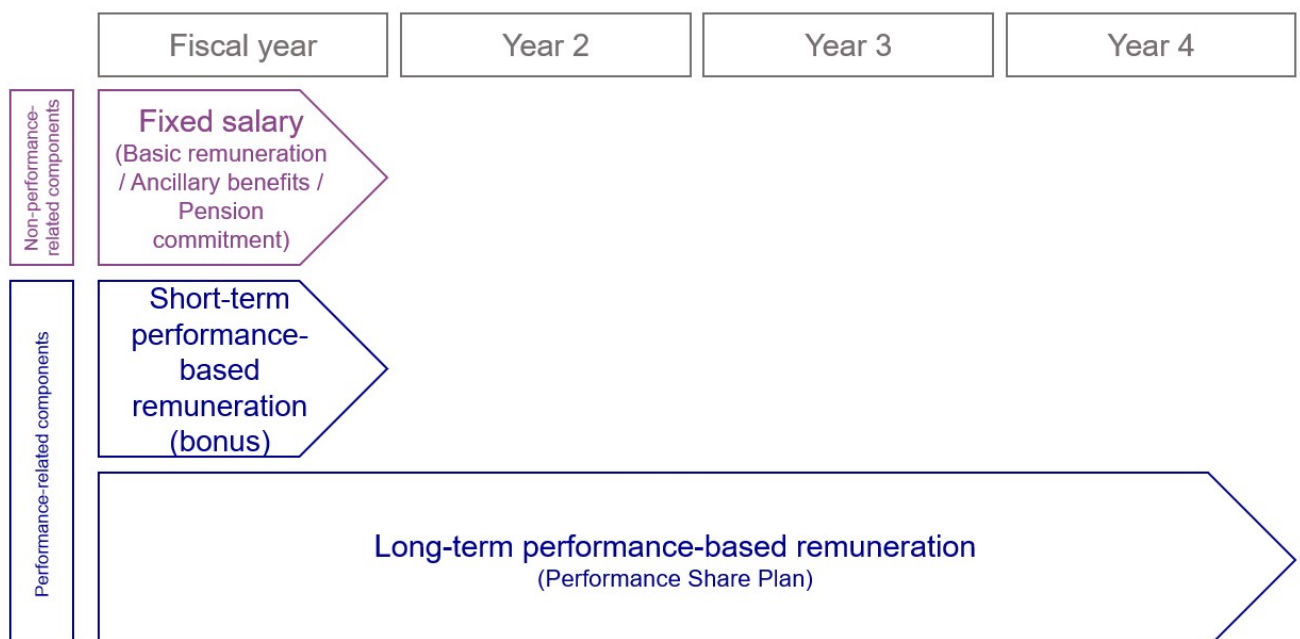 Fiscal year
Year 2
Year 3
Year 4
Non-performance-
related components
Fixed salary
(Basic remuneration
/ Ancillary benefits /
Pension
commitment)
Performance-related components
Short-term
performance-
based
remuneration
(bonus)
Long-term performance-based remuneration
(Performance Share Plan)